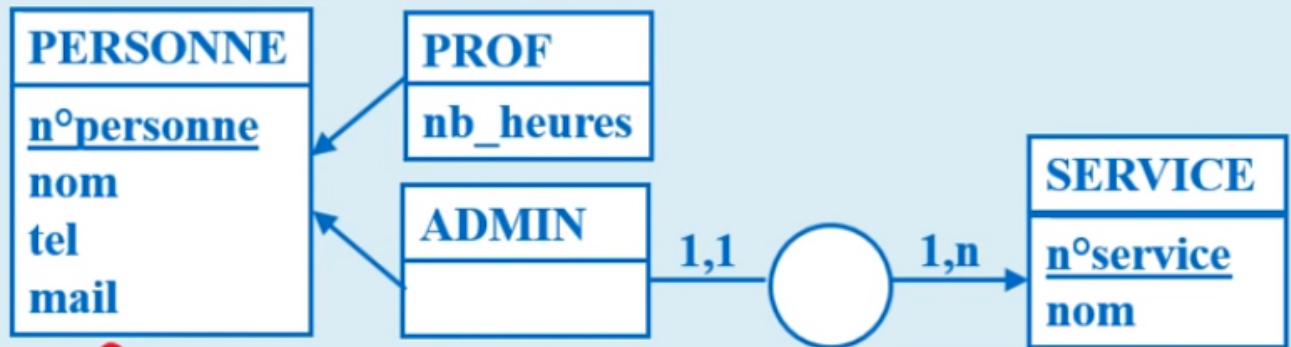 PERSONNE
n°personne
nom
tel
mail
PROF
nb_heures
ADMIN
1,1
1,n
SERVICE
n°service
nom